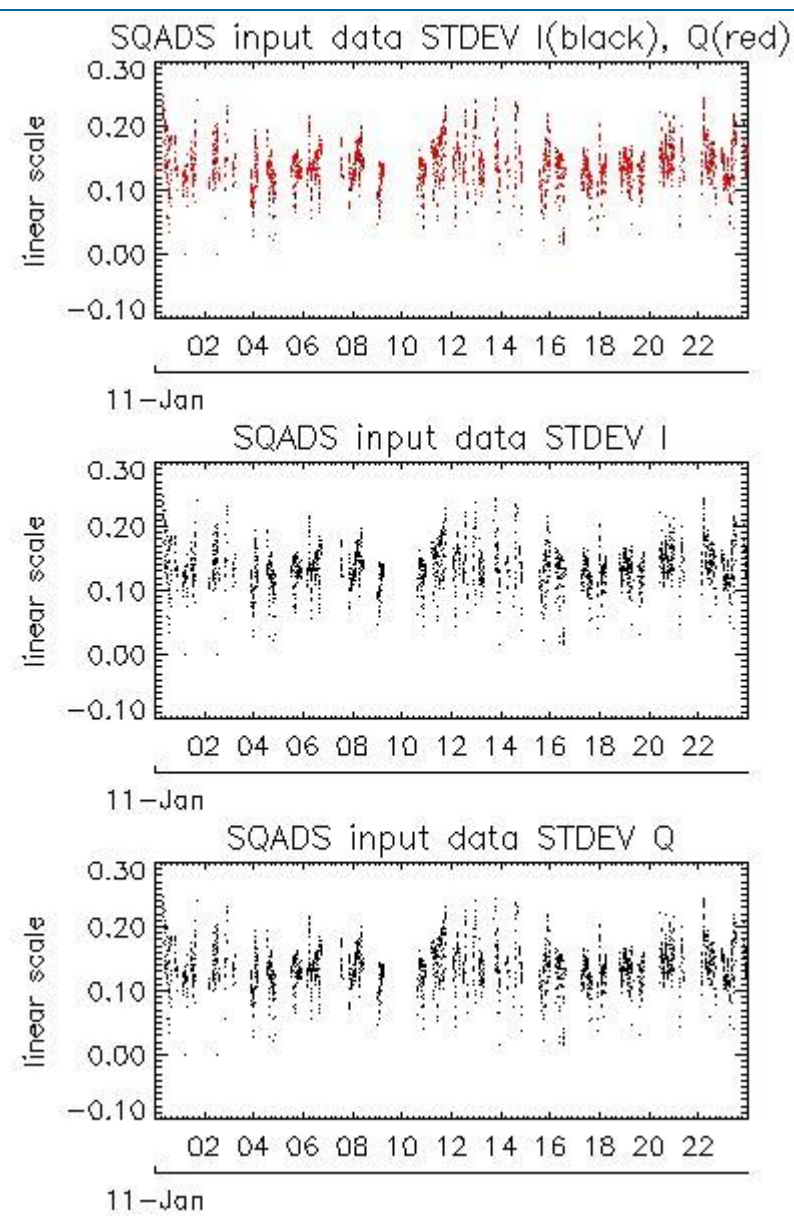 SQADS input data STDEV I(black), Q(red)
0.30
0.20
0.10
0.00
-0.10
linear scale
02 04 06 08 10 12 14 16 18 20 22
11-Jan
SQADS input data STDEV I
0.30
0.20
0.10
0.00
-0.10
linear scale
02 04 06 08 10 12 14 16 18 20 22
11-Jan
SQADS input data STDEV Q
0.30
0.20
0.10
0.00
-0.10
linear scale
02 04 06 08 10 12 14 16 18 20 22
11-Jan